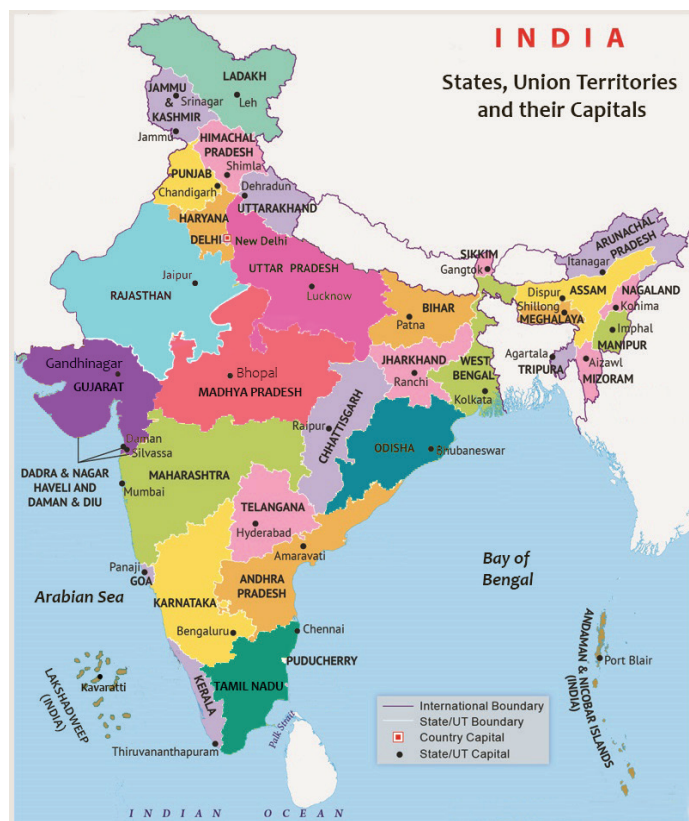 INDIA
States, Union Territories
and their Capitals
LADAKH
Leh
JAMMU
&
KASHMIR
Srinagar
Jammu
HIMACHAL
PRADESH
Shimla
PUNJAB
Chandigarh
Dehradun
UTTARAKHAND
HARYANA
DELHI
New Delhi
UTTAR PRADESH
Lucknow
Jaipur
RAJASTHAN
BIHAR
Patna
SIKKIM
Gangtok
ARUNACHAL
PRADESH
Itanagar
ASSAM
Dispur
NAGALAND
Kohima
Shillong
MEGHALAYA
Imphal
MANIPUR
Agartala
TRIPURA
Aizawl
MIZORAM
Gandhinagar
GUJARAT
Bhopal
MADHYA PRADESH
JHARKHAND
Ranchi
WEST
BENGAL
Kolkata
Raipur
CHHATTISGARH
ODISHA
Bhubaneswar
Daman
Silvassa
DADRA & NAGAR
HAVELI AND
DAMAN & DIU
MAHARASHTRA
Mumbai
TELANGANA
Hyderabad
Amaravati
ANDHRA
PRADESH
Panaji
GOA
KARNATAKA
Bengaluru
Chennai
PUDUCHERRY
TAMIL NADU
KERALA
Thiruvananthapuram
Arabian Sea
Bay of
Bengal
Kavaratti
LAKSHADWEEP
(INDIA)
Palk Strait
ANDAMAN & NICOBAR ISLANDS
(INDIA)
Port Blair
International Boundary
State/UT Boundary
Country Capital
State/UT Capital
INDIAN OCEAN